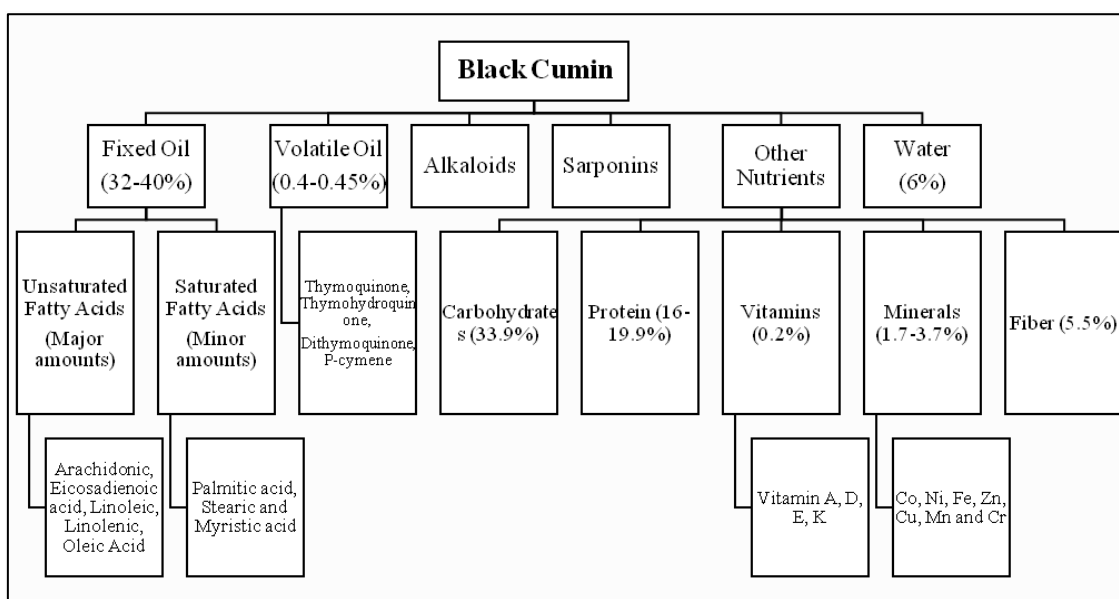 Black Cumin
Fixed Oil
(32-40%)
Volatile Oil
(0.4-0.45%)
Alkaloids
Sarponins
Other
Nutrients
Water
(6%)
Unsaturated
Fatty Acids
(Major
amounts)
Saturated
Fatty Acids
(Minor
amounts)
Thymoquinone,
Thymohydroquin
one,
Dithymoquinone,
P-cymene
Carbohydrate
s (33.9%)
Protein (16-
19.9%)
Vitamins
(0.2%)
Minerals
(1.7-3.7%)
Fiber (5.5%)
Arachidonic,
Eicosadienoic
acid, Linoleic,
Linolenic,
Oleic Acid
Palmitic acid,
Stearic and
Myristic acid
Vitamin A, D,
E, K
Co, Ni, Fe, Zn,
Cu, Mn and Cr